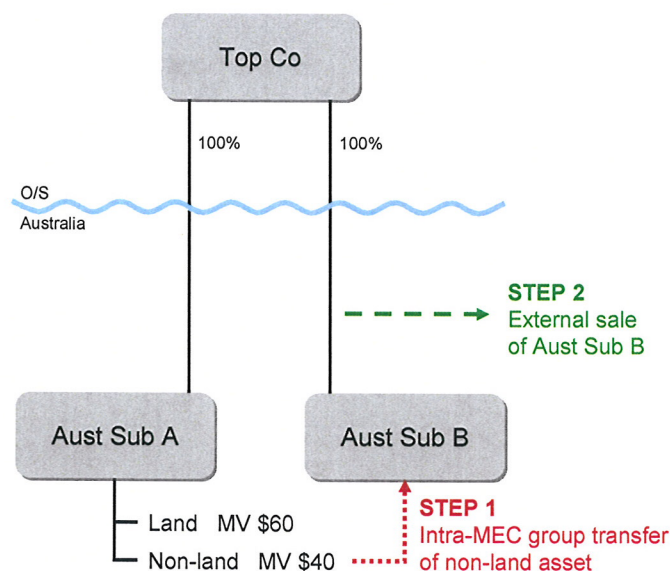 Top Co
100%
100%
O/S
Australia
STEP 2
External sale
of Aust Sub B
Aust Sub A
Aust Sub B
Land MV $60
Non-land MV $40
STEP 1
Intra-MEC group transfer
of non-land asset